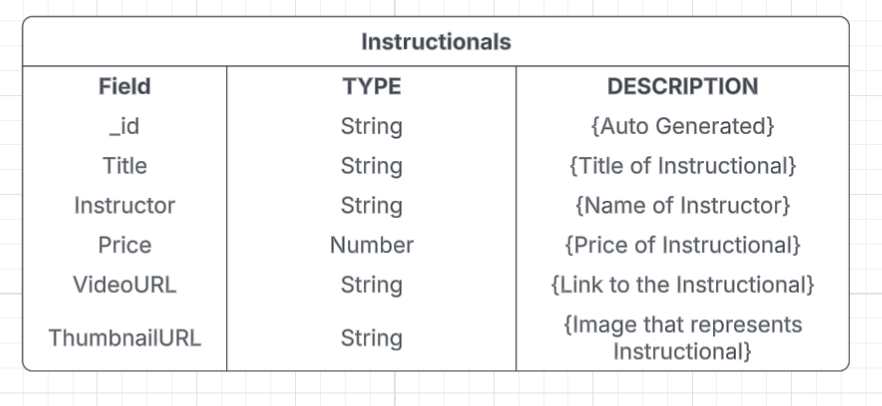 Instructionals
Field TYPE DESCRIPTION
_id String {Auto Generated}
Title String {Title of Instructional}
Instructor String {Name of Instructor}
Price Number {Price of Instructional}
VideoURL String {Link to the Instructional}
ThumbnailURL String {Image that represents
Instructional}